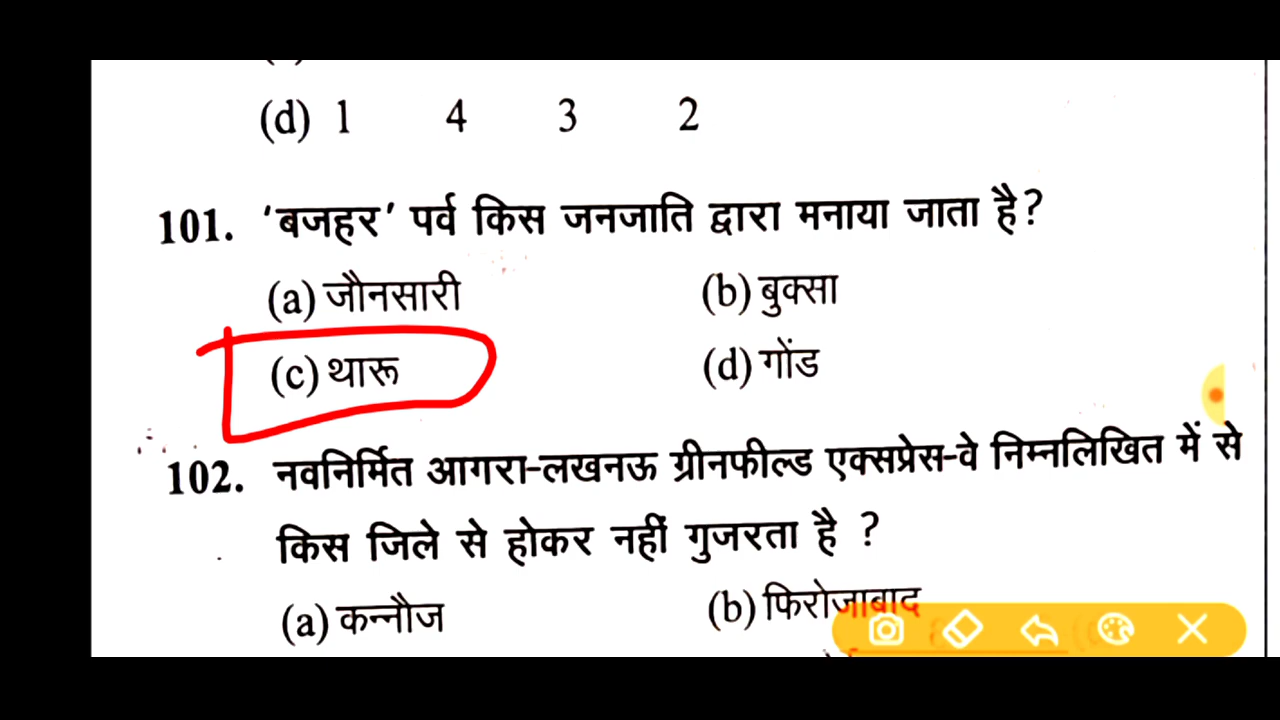 (d) 1 4 3 2
101. 'बजहर' पर्व किस जनजाति द्वारा मनाया जाता है?
(a) जौनसारी (b) बुक्सा
(c) थारू (d) गोंड
102. नवनिर्मित आगरा-लखनऊ ग्रीनफील्ड एक्सप्रेस-वे निम्नलिखित में से
किस जिले से होकर नहीं गुजरता है ?
(a) कन्नौज (b) फिरोजाबाद